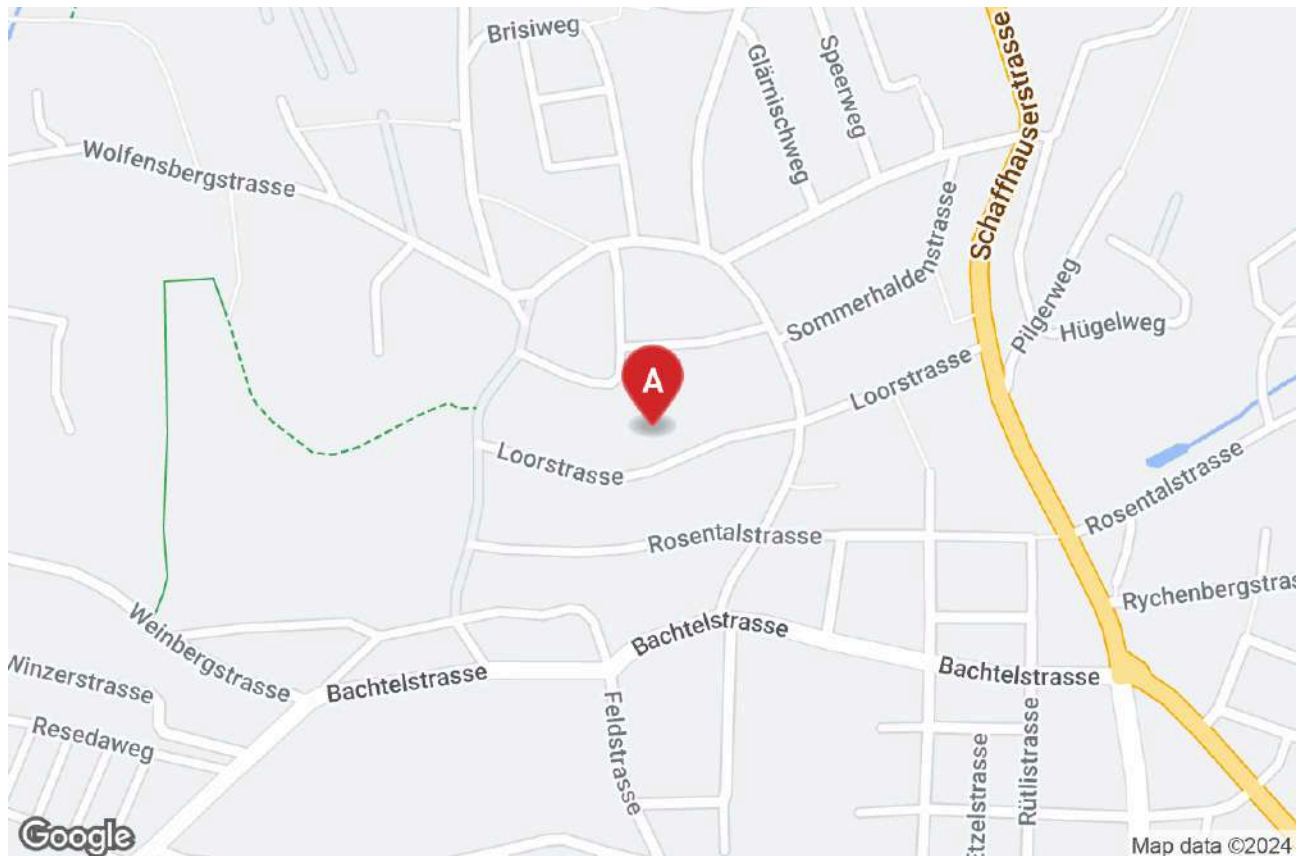 Brisiweg
Glärnischweg
Speerweg
Schaffhauserstrasse
Wolfensbergstrasse
Sommerhaldenstrasse
Pilgerweg
Hügelweg
A
Loorstrasse
Loorstrasse
Rosentalstrasse
Rosentalstrasse
Rychenbergstras
Weinbergstrasse
Bachtelstrasse
Bachtelstrasse
Bachtelstrasse
Winzerstrasse
Resedaweg
Feldstrasse
Etzelstrasse
Rütlistrasse
Google
Map data ©2024